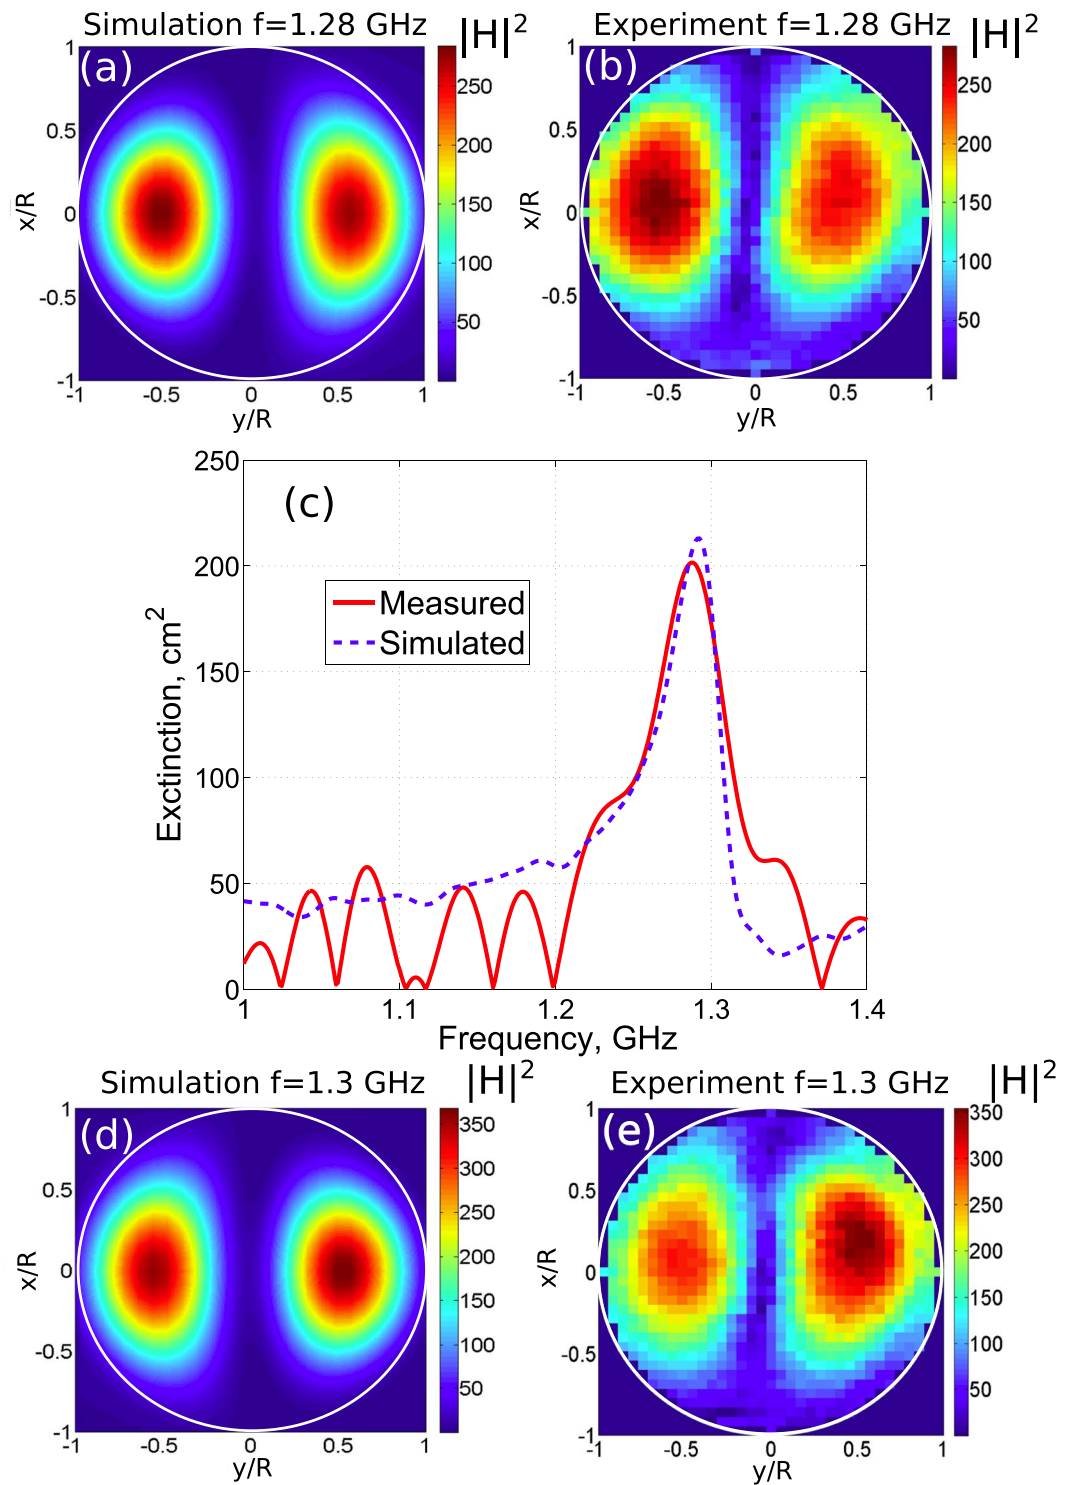 Simulation f=1.28 GHz |H|²
(a)
1
0.5
0
-0.5
-1
x/R
-1 -0.5 0 0.5 1
y/R
250
200
150
100
50
Experiment f=1.28 GHz |H|²
(b)
1
0.5
0
-0.5
-1
x/R
-1 -0.5 0 0.5 1
y/R
250
200
150
100
50
(c)
250
200
150
100
50
0
Exctinction, cm²
Measured
Simulated
1 1.1 1.2 1.3 1.4
Frequency, GHz
Simulation f=1.3 GHz |H|²
(d)
1
0.5
0
-0.5
-1
x/R
-1 -0.5 0 0.5 1
y/R
350
300
250
200
150
100
50
Experiment f=1.3 GHz |H|²
(e)
1
0.5
0
-0.5
-1
x/R
-1 -0.5 0 0.5 1
y/R
350
300
250
200
150
100
50